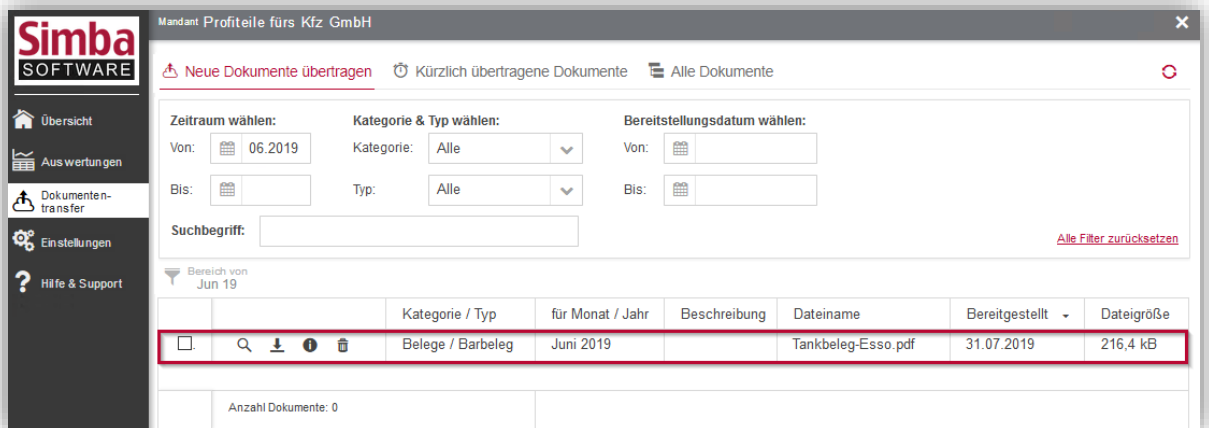 Simba
SOFTWARE
Mandant Profiteile fürs Kfz GmbH
Neue Dokumente übertragen Kürzlich übertragene Dokumente Alle Dokumente
Übersicht
Auswertungen
Dokumenten-
transfer
Einstellungen
Hilfe & Support
Zeitraum wählen: Kategorie & Typ wählen: Bereitstellungsdatum wählen:
Von: 06.2019 Kategorie: Alle Von:
Bis: Typ: Alle Bis:
Suchbegriff:
Alle Filter zurücksetzen
Bereich von
Jun 19
Kategorie / Typ für Monat / Jahr Beschreibung Dateiname Bereitgestellt Dateigröße
Belege / Barbeleg Juni 2019 Tankbeleg-Esso.pdf 31.07.2019 216,4 kB
Anzahl Dokumente: 0